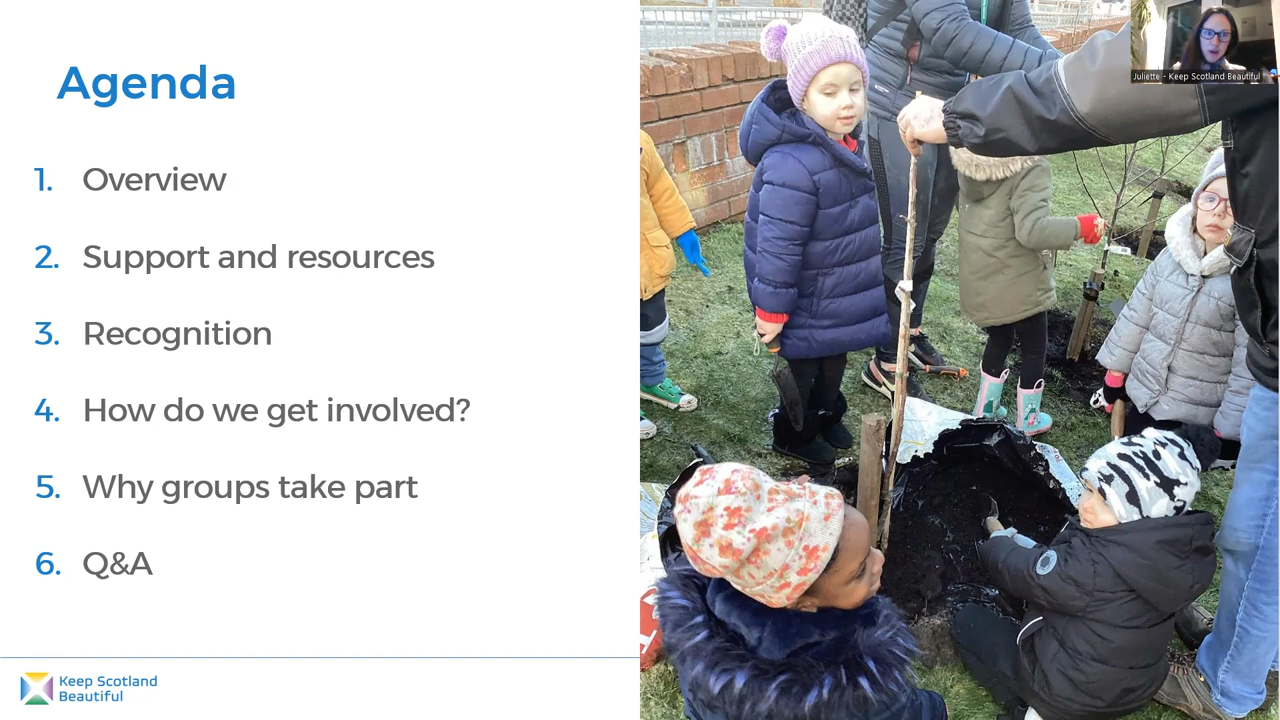 Agenda
1. Overview
2. Support and resources
3. Recognition
4. How do we get involved?
5. Why groups take part
6. Q&A
Keep Scotland
Beautiful
Juliette - Keep Scotland Beautiful